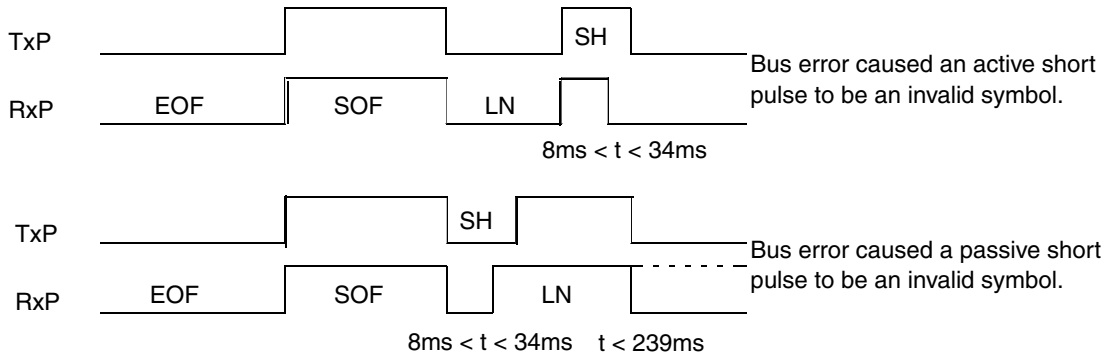 TxP
SH
Bus error caused an active short
pulse to be an invalid symbol.
RxP
EOF
SOF
LN
8ms < t < 34ms
TxP
SH
Bus error caused a passive short
pulse to be an invalid symbol.
RxP
EOF
SOF
LN
8ms < t < 34ms
t < 239ms